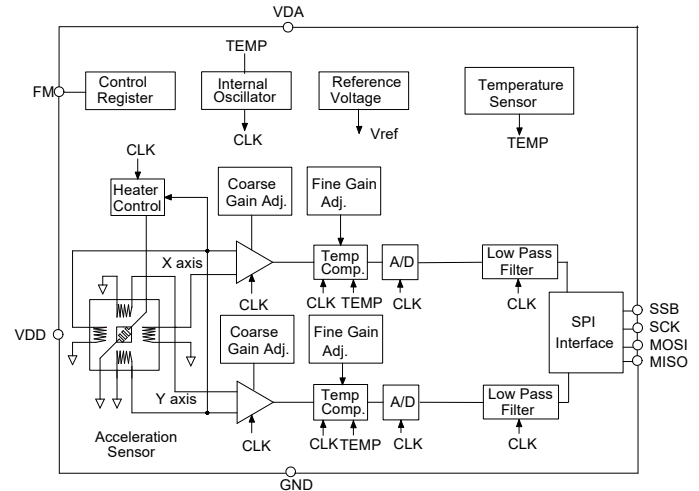 VDA
TEMP
FM
Control
Register
Internal
Oscillator
Reference
Voltage
Temperature
Sensor
CLK
Vref
TEMP
CLK
Heater
Control
Coarse
Gain Adj.
Fine Gain
Adj.
X axis
Temp
Comp.
A/D
Low Pass
Filter
CLK
CLK TEMP
CLK
CLK
VDD
Coarse
Gain Adj.
Fine Gain
Adj.
SPI
Interface
SSB
SCK
MOSI
MISO
Y axis
Temp
Comp.
A/D
Low Pass
Filter
Acceleration
Sensor
CLK
CLKTEMP
CLK
CLK
GND